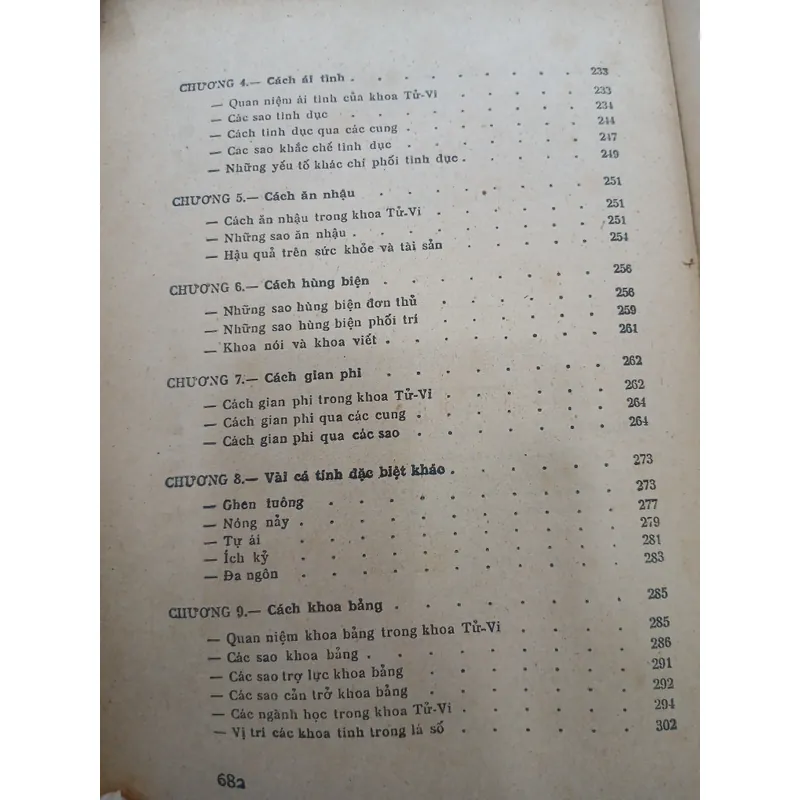 CHƯƠNG 4.— Cách ái tình . . . . . . . . . 233
— Quan niệm ái tình của khoa Tử-Vi . . . . . 233
— Các sao tình dục . . . . . . . . 234
— Cách tình dục qua các cung . . . . . . 244
— Các sao khắc chế tình dục . . . . . . 247
— Những yếu tố khác chi phối tình dục . . . . . 249
CHƯƠNG 5.— Cách ăn nhậu . . . . . . . . 251
— Cách ăn nhậu trong khoa Tử-Vi . . . . . . 251
— Những sao ăn nhậu . . . . . . . . 251
— Hậu quả trên sức khỏe và tài sản . . . . . 254
CHƯƠNG 6.— Cách hùng biện . . . . . . . . 256
— Những sao hùng biện đơn thủ . . . . . . 256
— Những sao hùng biện phối trí . . . . . . 259
— Khoa nói và khoa viết . . . . . . . 261
CHƯƠNG 7.— Cách gian phi . . . . . . . . 262
— Cách gian phi trong khoa Tử-Vi . . . . . . 262
— Cách gian phi qua các cung . . . . . . . 264
— Cách gian phi qua các sao . . . . . . . 264
CHƯƠNG 8.— Vài cá tính đặc biệt khác . . . . . . 273
— Ghen tuông . . . . . . . . . 273
— Nóng nảy . . . . . . . . . . 277
— Tự ái . . . . . . . . . . 279
— Ích kỷ . . . . . . . . . . 281
— Đa ngôn . . . . . . . . . . 283
CHƯƠNG 9.— Cách khoa bảng . . . . . . . . 285
— Quan niệm khoa bảng trong khoa Tử-Vi . . . . . 285
— Các sao khoa bảng . . . . . . . . 286
— Các sao trợ lực khoa bảng . . . . . . . 291
— Các sao cản trở khoa bảng . . . . . . . 292
— Các ngành học trong khoa Tử-Vi . . . . . . 294
— Vị trí các khoa tinh trong lá số . . . . . . 302
682